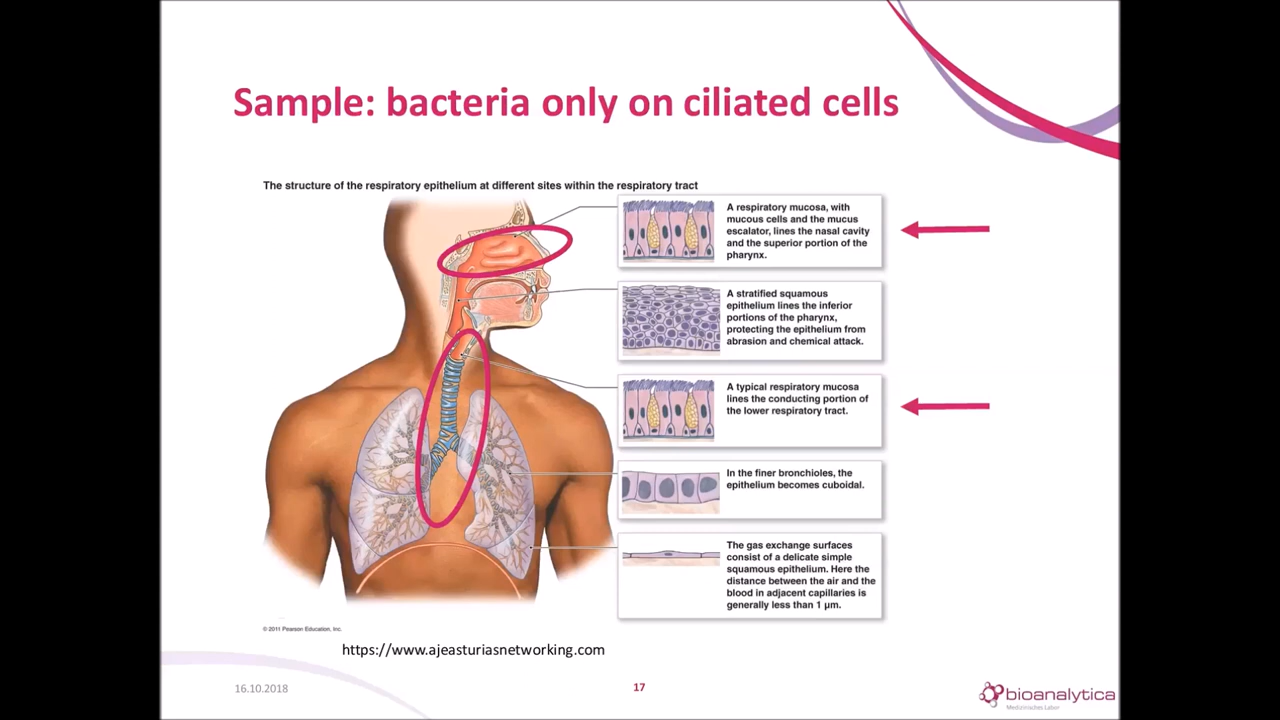 Sample: bacteria only on ciliated cells
The structure of the respiratory epithelium at different sites within the respiratory tract
A respiratory mucosa, with
mucous cells and the mucus
escalator, lines the nasal cavity
and the superior portion of the
pharynx.
A stratified squamous
epithelium lines the inferior
portions of the pharynx,
protecting the epithelium from
abrasion and chemical attack.
A typical respiratory mucosa
lines the conducting portion of
the lower respiratory tract.
In the finer bronchioles, the
epithelium becomes cuboidal.
The gas exchange surfaces
consist of a delicate simple
squamous epithelium. Here the
distance between the air and the
blood in adjacent capillaries is
generally less than 1 µm.
© 2011 Pearson Education, Inc.
https://www.ajeasturiasnetworking.com
16.10.2018
17
bioanalytica
Medizinisches Labor